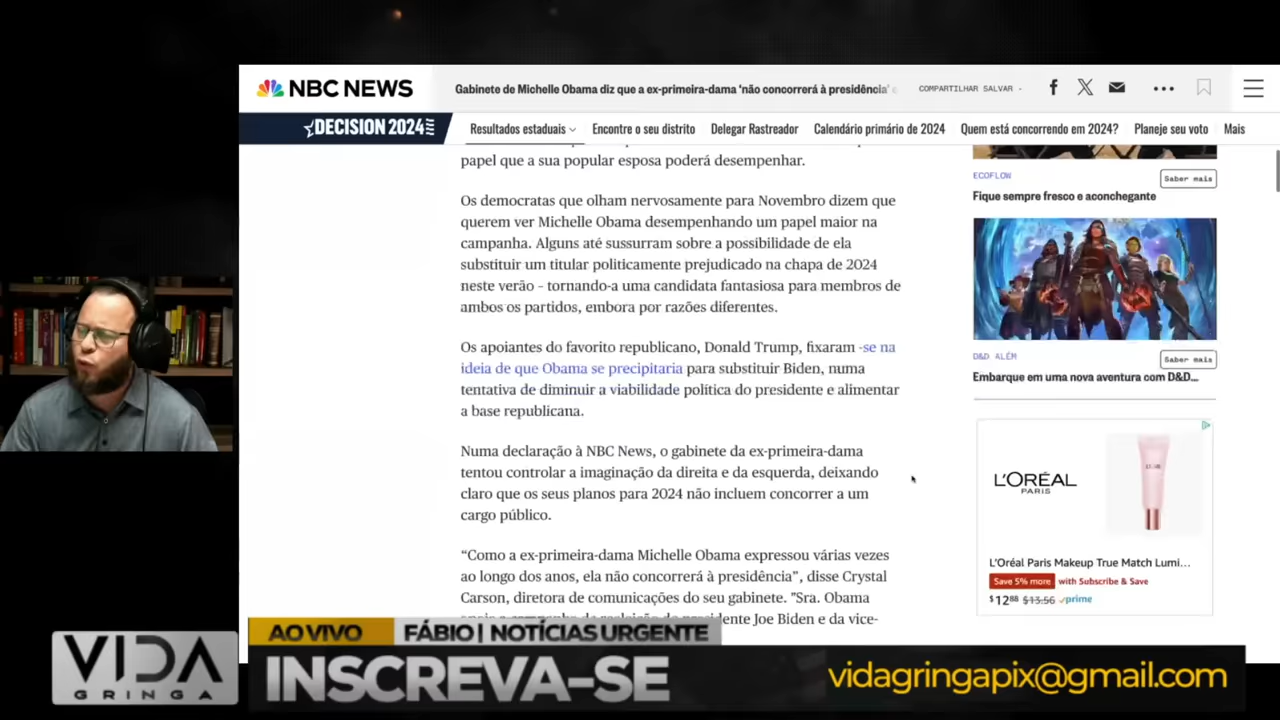 NBC NEWS
Gabinete de Michelle Obama diz que a ex-primeira-dama 'não concorrerá à presidência'
COMPARTILHAR SALVAR -
DECISION 2024
Resultados estaduais
Encontre o seu distrito
Delegar Rastreador
Calendário primário de 2024
Quem está concorrendo em 2024?
Planeje seu voto
Mais
papel que a sua popular esposa poderá desempenhar.
Os democratas que olham nervosamente para Novembro dizem que
querem ver Michelle Obama desempenhando um papel maior na
campanha. Alguns até sussurram sobre a possibilidade de ela
substituir um titular politicamente prejudicado na chapa de 2024
neste verão – tornando-a uma candidata fantasiosa para membros de
ambos os partidos, embora por razões diferentes.
Os apoiantes do favorito republicano, Donald Trump, fixaram -se na
ideia de que Obama se precipitaria para substituir Biden, numa
tentativa de diminuir a viabilidade política do presidente e alimentar
a base republicana.
Numa declaração à NBC News, o gabinete da ex-primeira-dama
tentou controlar a imaginação da direita e da esquerda, deixando
claro que os seus planos para 2024 não incluem concorrer a um
cargo público.
“Como a ex-primeira-dama Michelle Obama expressou várias vezes
ao longo dos anos, ela não concorrerá à presidência”, disse Crystal
Carson, diretora de comunicações do seu gabinete. "Sra. Obama
presidente Joe Biden e da vice-
ECOFLOW
Saber mais
Fique sempre fresco e aconchegante
D&D ALÉM
Saber mais
Embarque em uma nova aventura com D&D...
L'ORÉAL
PARIS
L'Oréal Paris Makeup True Match Lumi...
Save 5% more with Subscribe & Save
$12 88 $13.56 prime
VIDA
GRINGA
AO VIVO
FÁBIO | NOTÍCIAS URGENTE
INSCREVA-SE
vidagringapix@gmail.com